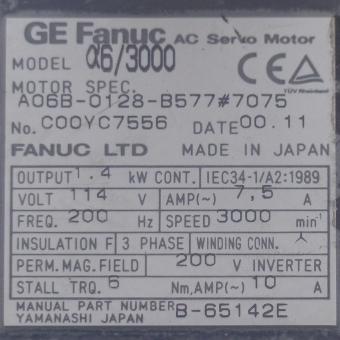 GE Fanuc AC Servo Motor
MODEL α6/3000
MOTOR SPEC.
A06B-0128-B577#7075
TÜV Rheinland
No. C00YC7556 DATE 00.11
FANUC LTD MADE IN JAPAN
OUTPUT 1.4 kW CONT. IEC34-1/A2:1989
VOLT 114 V AMP(~) 7,5 A
FREQ. 200 Hz SPEED 3000 min⁻¹
INSULATION F 3 PHASE WINDING CONN.
PERM. MAG. FIELD 200 V INVERTER
STALL TRQ. 6 Nm, AMP(~) 10 A
MANUAL PART NUMBER B-65142E
YAMANASHI JAPAN